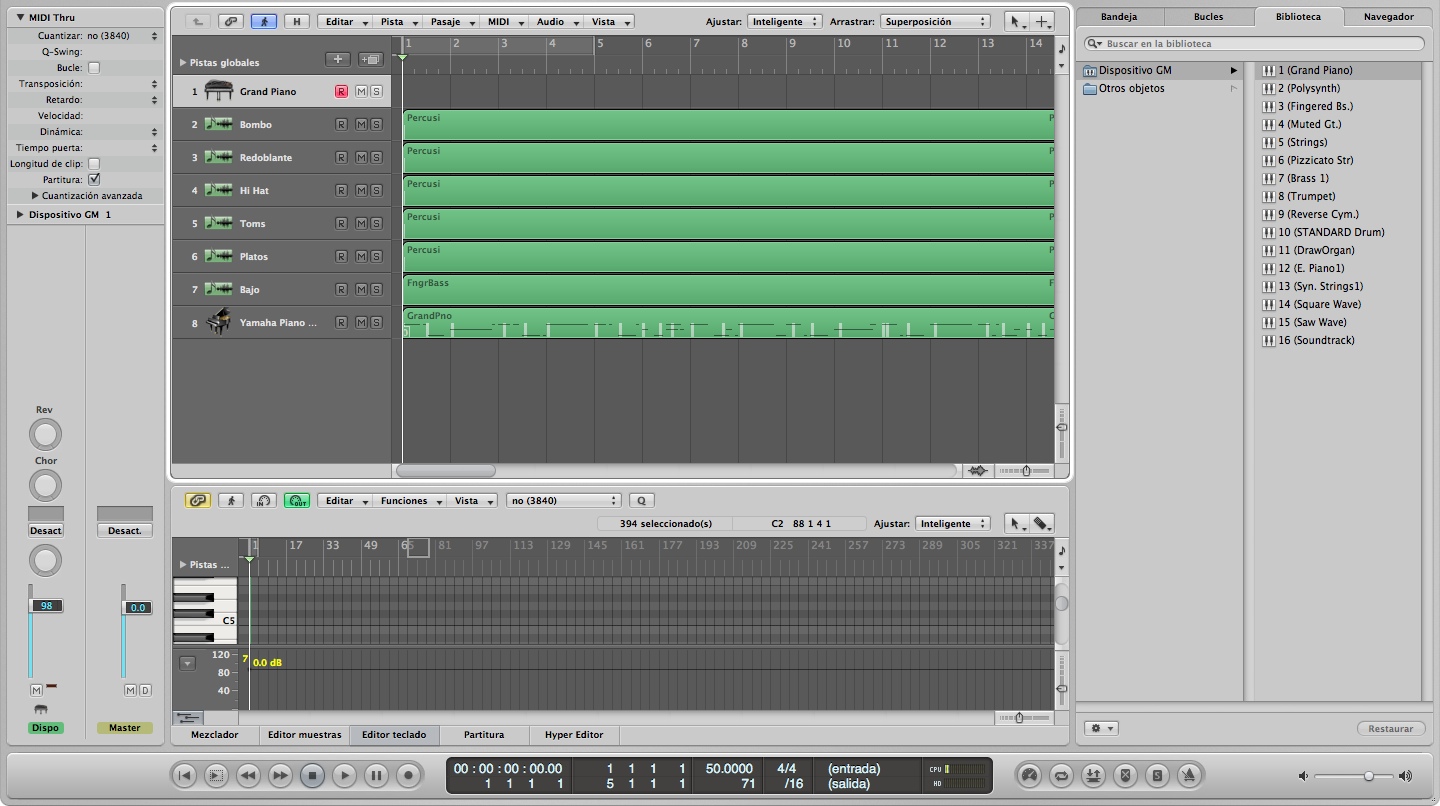 MIDI Thru
Cuantizar: no (3840)
Q-Swing:
Bucle:
Transposición:
Retardo:
Velocidad:
Dinámica:
Tiempo puerta:
Longitud de clip:
Partitura:
Cuantización avanzada
Dispositivo GM 1
Rev
Chor
Desact
Desact.
98
0.0
M
M D
Dispo
Master
H Editar Pista Pasaje MIDI Audio Vista Ajustar: Inteligente Arrastrar: Superposición
1 2 3 4 5 6 7 8 9 10 11 12 13 14
Pistas globales
1 Grand Piano R M S
2 Bombo R M S Percusi
3 Redoblante R M S Percusi
4 Hi Hat R M S Percusi
5 Toms R M S Percusi
6 Platos R M S Percusi
7 Bajo R M S FngrBass
8 Yamaha Piano ... R M S GrandPno
IN OUT Editar Funciones Vista no (3840) Q
394 seleccionado(s) C2 88 1 4 1 Ajustar: Inteligente
1 17 33 49 65 81 97 113 129 145 161 177 193 209 225 241 257 273 289 305 321 337
Pistas ...
C5
120
80
40
7 0.0 dB
Mezclador Editor muestras Editor teclado Partitura Hyper Editor
Bandeja Bucles Biblioteca Navegador
Buscar en la biblioteca
Dispositivo GM
Otros objetos
1 (Grand Piano)
2 (Polysynth)
3 (Fingered Bs.)
4 (Muted Gt.)
5 (Strings)
6 (Pizzicato Str)
7 (Brass 1)
8 (Trumpet)
9 (Reverse Cym.)
10 (STANDARD Drum)
11 (DrawOrgan)
12 (E. Piano1)
13 (Syn. Strings1)
14 (Square Wave)
15 (Saw Wave)
16 (Soundtrack)
Restaurar
00 : 00 : 00 : 00.00 1 1 1 1 50.0000 4/4 (entrada) CPU
1 1 1 1 5 1 1 1 71 /16 (salida) HD